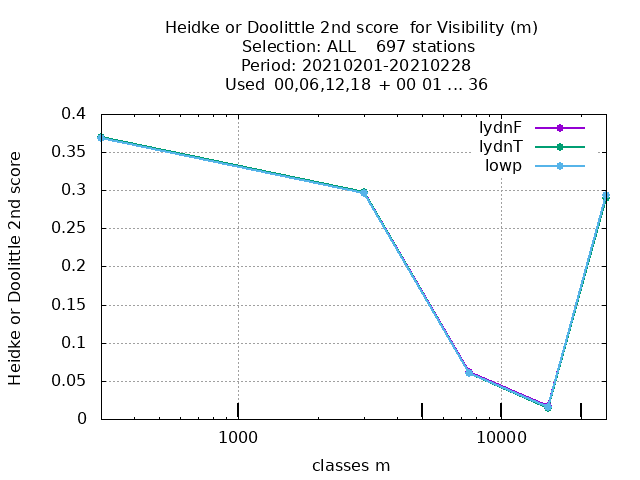 Heidke or Doolittle 2nd score  for Visibility (m)
Selection: ALL    697 stations
Period: 20210201-20210228
Used  00,06,12,18  + 00 01 ... 36
Heidke or Doolittle 2nd score
0.4
0.35
0.3
0.25
0.2
0.15
0.1
0.05
0
lydnF
lydnT
lowp
1000 10000
classes m